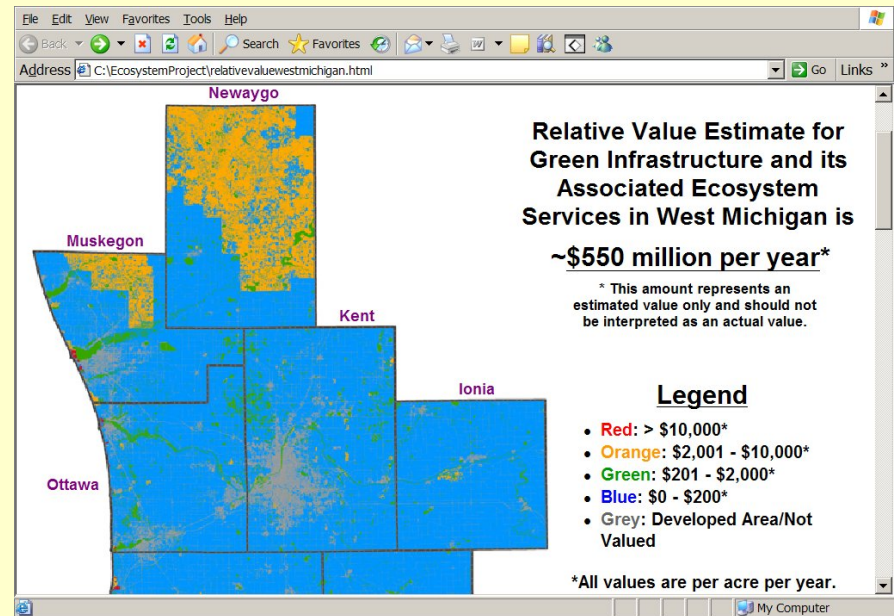 File Edit View Favorites Tools Help
Back Search Favorites
Address C:\EcosystemProject\relativevaluewestmichigan.html Go Links »
Newaygo
Muskegon
Kent
Ionia
Ottawa
Relative Value Estimate for
Green Infrastructure and its
Associated Ecosystem
Services in West Michigan is
~$550 million per year*
* This amount represents an
estimated value only and should not
be interpreted as an actual value.
Legend
• Red: > $10,000*
• Orange: $2,001 - $10,000*
• Green: $201 - $2,000*
• Blue: $0 - $200*
• Grey: Developed Area/Not
Valued
*All values are per acre per year.
My Computer